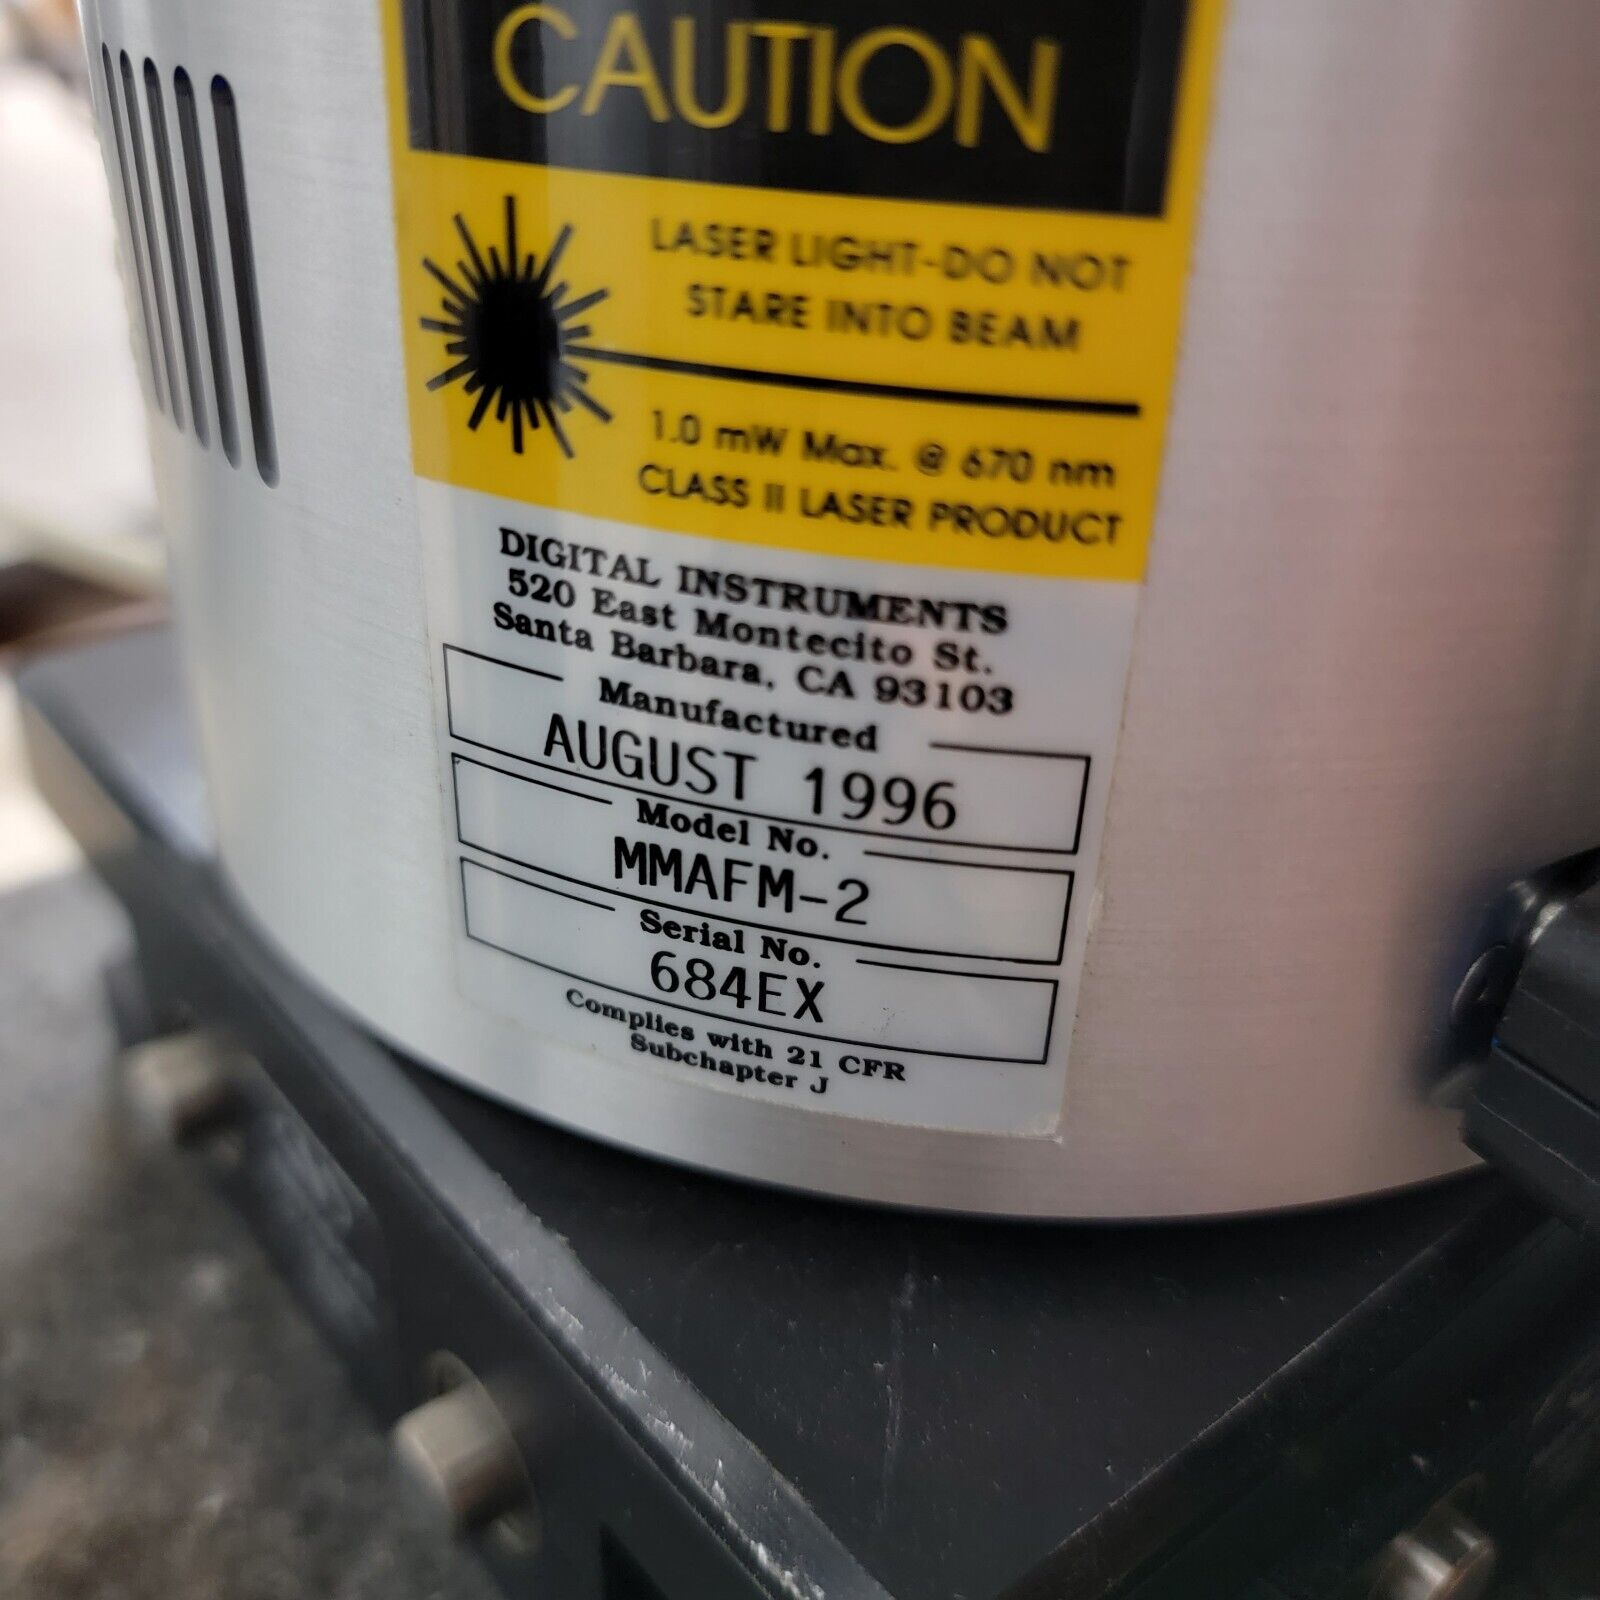 CAUTION
LASER LIGHT-DO NOT
STARE INTO BEAM
1.0 mW Max. @ 670 nm
CLASS II LASER PRODUCT
DIGITAL INSTRUMENTS
520 East Montecito St.
Santa Barbara, CA 93103
Manufactured
AUGUST 1996
Model No.
MMAFM-2
Serial No.
684EX
Complies with 21 CFR
Subchapter J